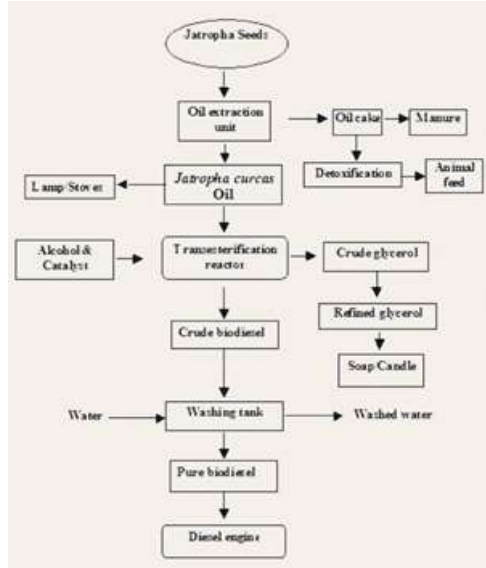 Jatropha Seeds
Oil extraction
unit
Oil cake
Manure
Detoxification
Animal
feed
Jatropha curcas
Oil
Lamp/Stoves
Alcohol &
Catalyst
Transesterification
reactor
Crude glycerol
Refined glycerol
Soap Candle
Crude biodiesel
Water
Washing tank
Washed water
Pure biodiesel
Diesel engine